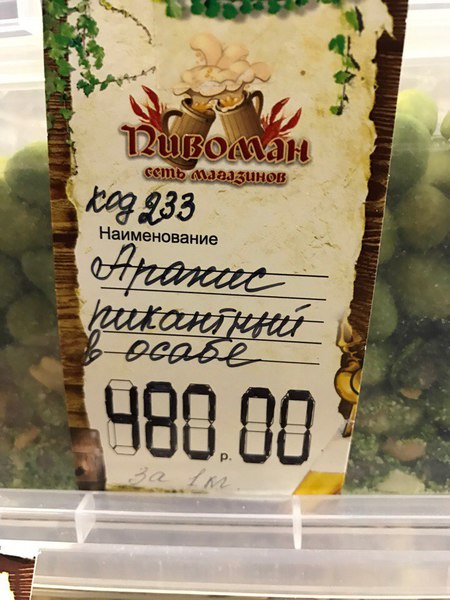 Пивоман
сеть магазинов
код 233
Наименование
Арахис
пикантный
в осабе
480 р. 00
за 1 кг.